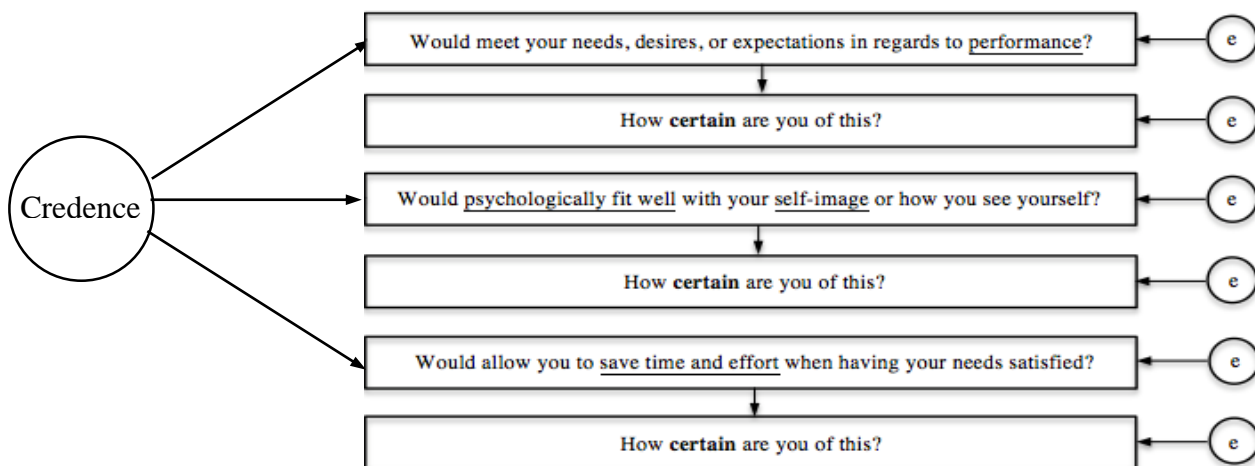 Would meet your needs, desires, or expectations in regards to performance?
e
How certain are you of this?
e
Credence
Would psychologically fit well with your self-image or how you see yourself?
e
How certain are you of this?
e
Would allow you to save time and effort when having your needs satisfied?
e
How certain are you of this?
e